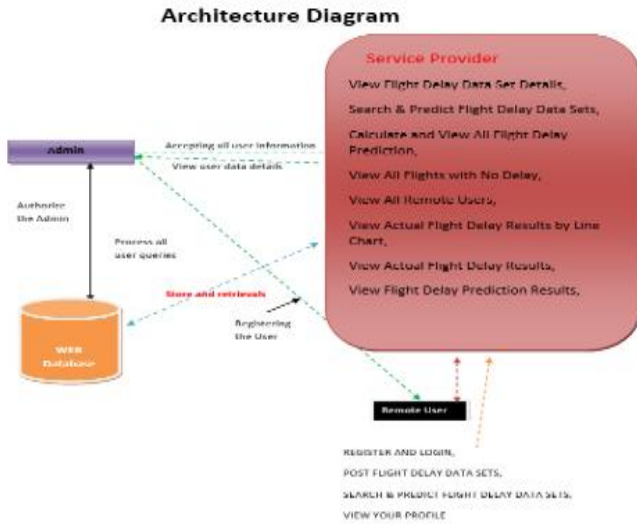 Architecture Diagram
Service Provider
View Flight Delay Data Set Details,
Search & Predict Flight Delay Data Sets,
Calculate and View All Flight Delay
Prediction,
View All Flights with No Delay,
View All Remote Users,
View Actual Flight Delay Results by Line
Chart,
View Actual Flight Delay Results,
View Flight Delay Prediction Results,
Accepting all user information
View user data details
Admin
Authorize
the Admin
Process all
user queries
Store and retrievals
Registering
the User
WEB
Database
Remote User
REGISTER AND LOGIN,
POST FLIGHT DELAY DATA SETS,
SEARCH & PREDICT FLIGHT DELAY DATA SETS,
VIEW YOUR PROFILE